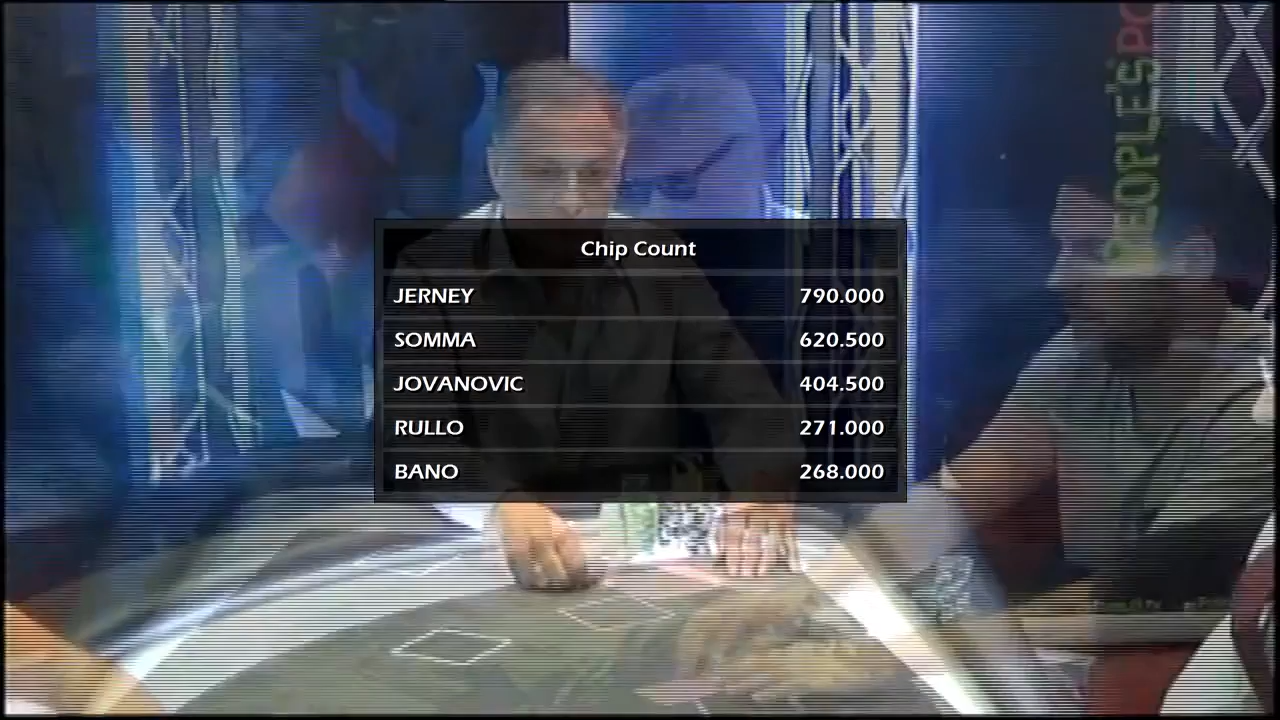 PEOPLE'S
Chip Count
JERNEY 790.000
SOMMA 620.500
JOVANOVIC 404.500
RULLO 271.000
BANO 268.000